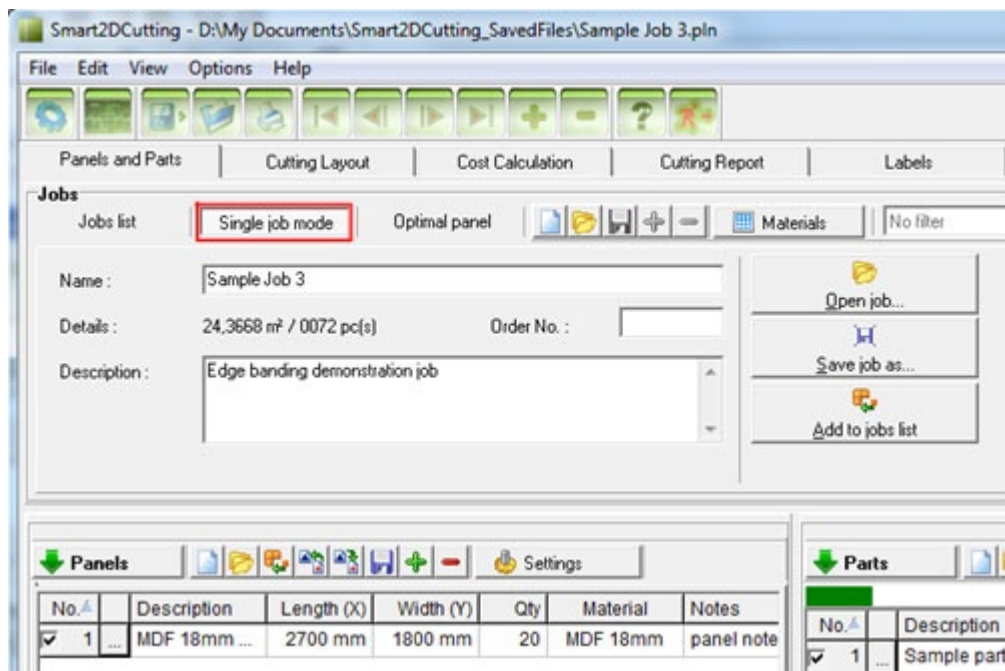 Smart2DCutting - D:\My Documents\Smart2DCutting_SavedFiles\Sample Job 3.pln
File Edit View Options Help
Panels and Parts Cutting Layout Cost Calculation Cutting Report Labels
Jobs
Jobs list Single job mode Optimal panel Materials No filter
Name : Sample Job 3
Open job...
Details : 24,3668 m² / 0072 pc(s) Order No. :
Save job as...
Description : Edge banding demonstration job
Add to jobs list
Panels Settings Parts
No. Description Length (X) Width (Y) Qty Material Notes No. Description
1 ... MDF 18mm ... 2700 mm 1800 mm 20 MDF 18mm panel note 1 ... Sample part